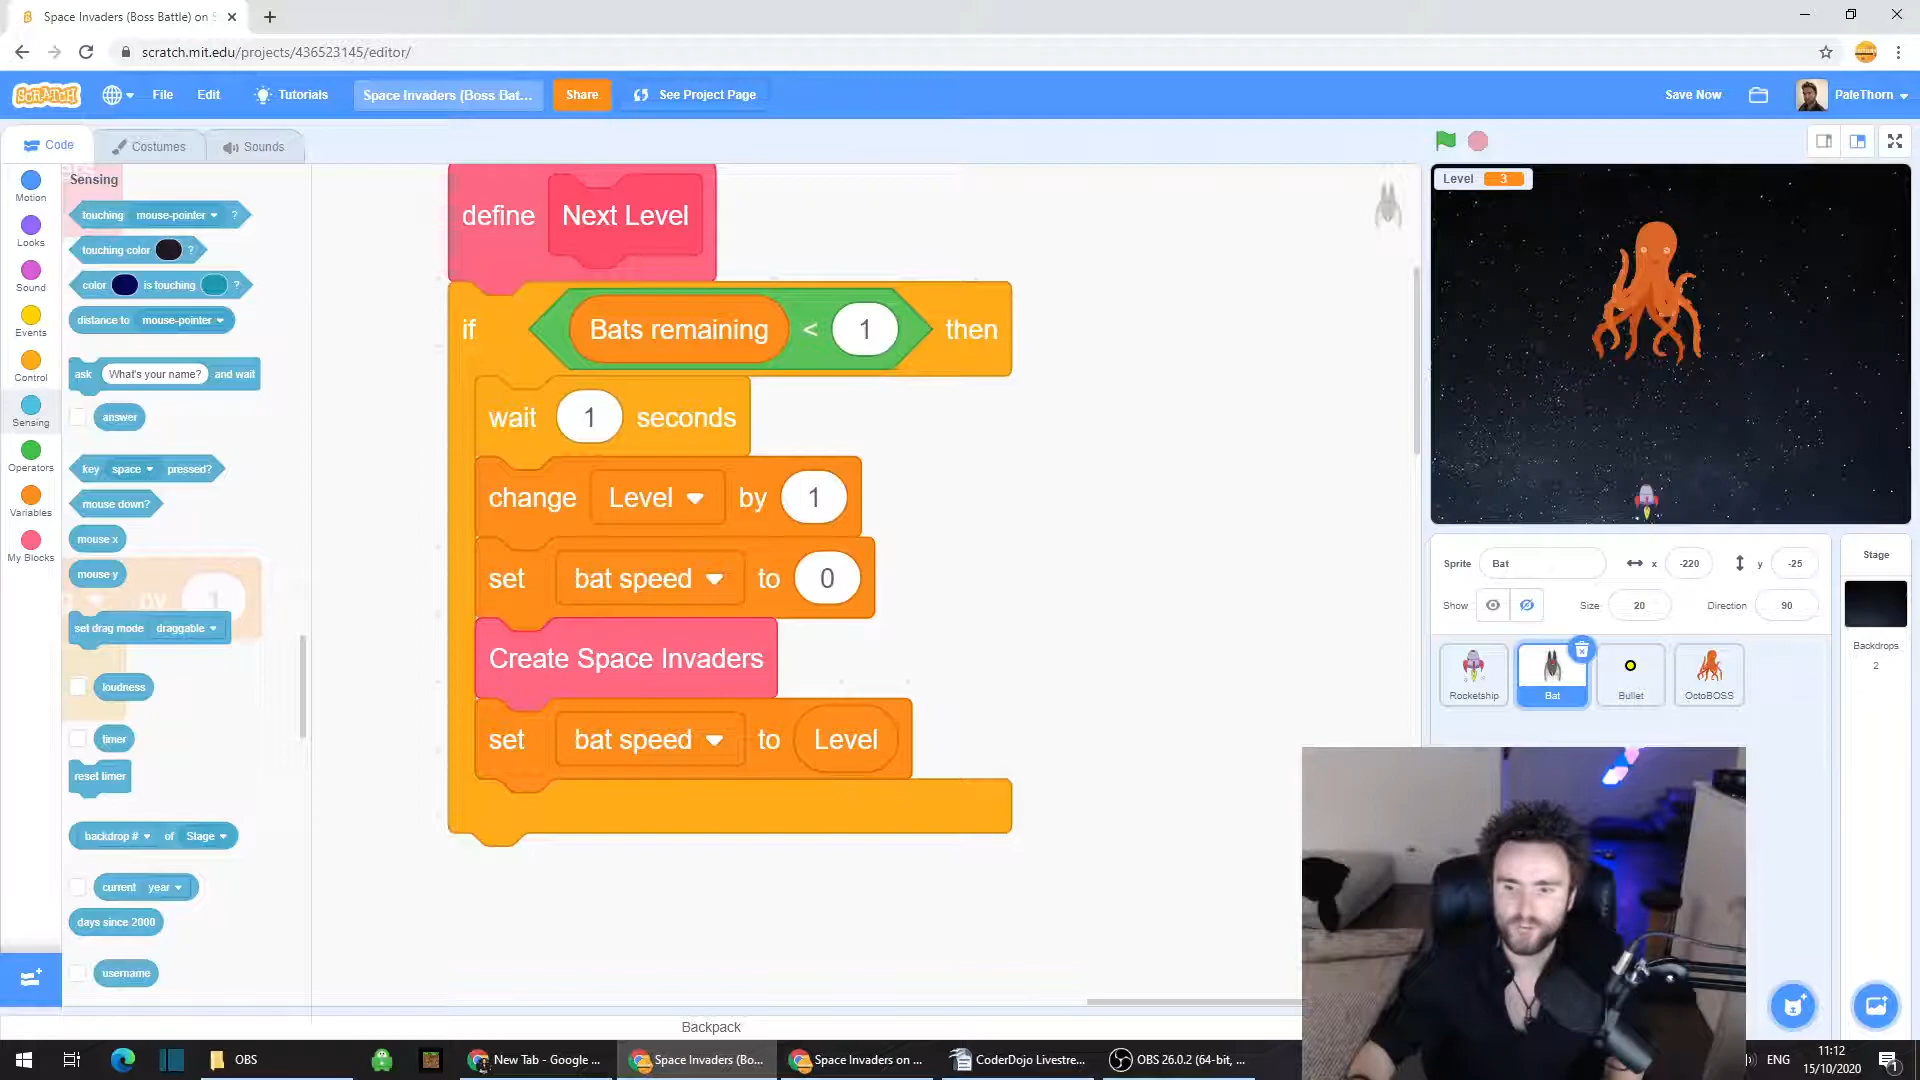 Space Invaders (Boss Battle) on S
scratch.mit.edu/projects/436523145/editor/
SCRATCH
File
Edit
Tutorials
Space Invaders (Boss Bat...
Share
See Project Page
Save Now
PaleThorn
Code
Costumes
Sounds
Motion
Looks
Sound
Events
Control
Sensing
Operators
Variables
My Blocks
Sensing
touching mouse-pointer ?
touching color ?
color is touching ?
distance to mouse-pointer
ask What's your name? and wait
answer
key space pressed?
mouse down?
mouse x
mouse y
by 1
set drag mode draggable
loudness
timer
reset timer
backdrop # of Stage
current year
days since 2000
username
define Next Level
if Bats remaining < 1 then
wait 1 seconds
change Level by 1
set bat speed to 0
Create Space Invaders
set bat speed to Level
Level 3
Sprite Bat x -220 y -25
Show Size 20 Direction 90
Rocketship
Bat
Bullet
OctoBOSS
Stage
Backdrops
2
Backpack
OBS
New Tab - Google ...
Space Invaders (Bo...
Space Invaders on ...
CoderDojo Livestre...
OBS 26.0.2 (64-bit, ...
ENG
11:12
15/10/2020
1